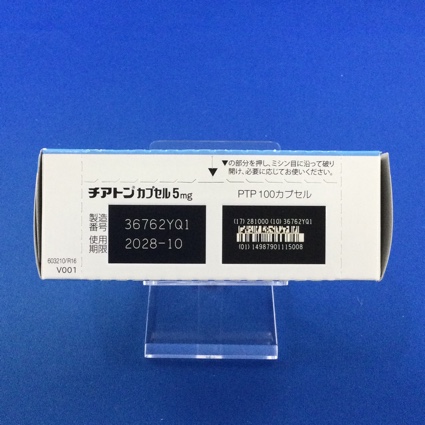 ▼の部分を押し、ミシン目に沿って破り
開け、必要に応じてお使いください。
チアトンカプセル5mg
PTP 100カプセル
製造番号 36762YQ1
使用期限 2028-10
(17) 281000 (10) 36762YQ1
(01) 14987901115008
603210/R16
V001